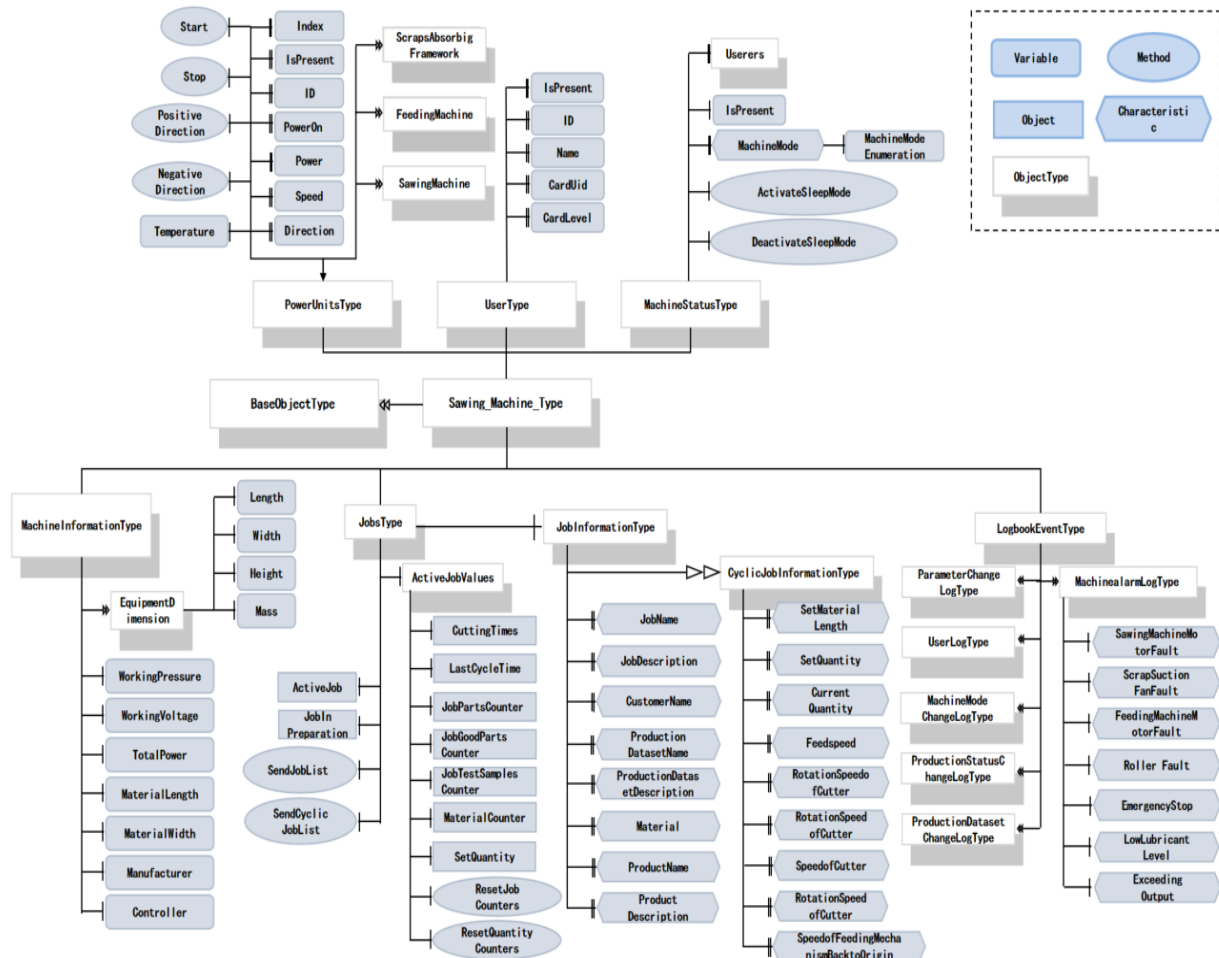 Start
Index
IsPresent
Stop
ID
Positive
Direction
PowerOn
Power
Negative
Direction
Speed
Temperature
Direction
ScrapsAbsorbig
Framework
FeedingMachine
SawingMachine
PowerUnitsType
IsPresent
ID
Name
CardUid
CardLevel
UserType
Userers
IsPresent
MachineMode
MachineMode
Enumeration
ActivateSleepMode
DeactivateSleepMode
MachineStatusType
Variable
Method
Object
Characteristi
c
ObjectType
BaseObjectType
Sawing_Machine_Type
MachineInformationType
Length
Width
Height
Mass
EquipmentD
imension
WorkingPressure
WorkingVoltage
TotalPower
MaterialLength
MaterialWidth
Manufacturer
Controller
JobsType
ActiveJobValues
ActiveJob
JobIn
Preparation
SendJobList
SendCyclic
JobList
CuttingTimes
LastCycleTime
JobPartsCounter
JobGoodParts
Counter
JobTestSamples
Counter
MaterialCounter
SetQuantity
ResetJob
Counters
ResetQuantity
Counters
JobInformationType
JobName
JobDescription
CustomerName
Production
DatasetName
ProductionDatas
etDescription
Material
ProductName
Product
Description
CyclicJobInformationType
SetMaterial
Length
SetQuantity
Current
Quantity
Feedspeed
RotationSpeedo
fCutter
RotationSpeed
ofCutter
SpeedofCutter
RotationSpeed
ofCutter
SpeedofFeedingMecha
nismBacktoOrigin
LogbookEventType
ParameterChange
LogType
UserLogType
MachineMode
ChangeLogType
ProductionStatusC
hangeLogType
ProductionDataset
ChangeLogType
MachinealarmLogType
SawingMachineMo
torFault
ScrapSuction
FanFault
FeedingMachineM
otorFault
Roller Fault
EmergencyStop
LowLubricant
Level
Exceeding
Output